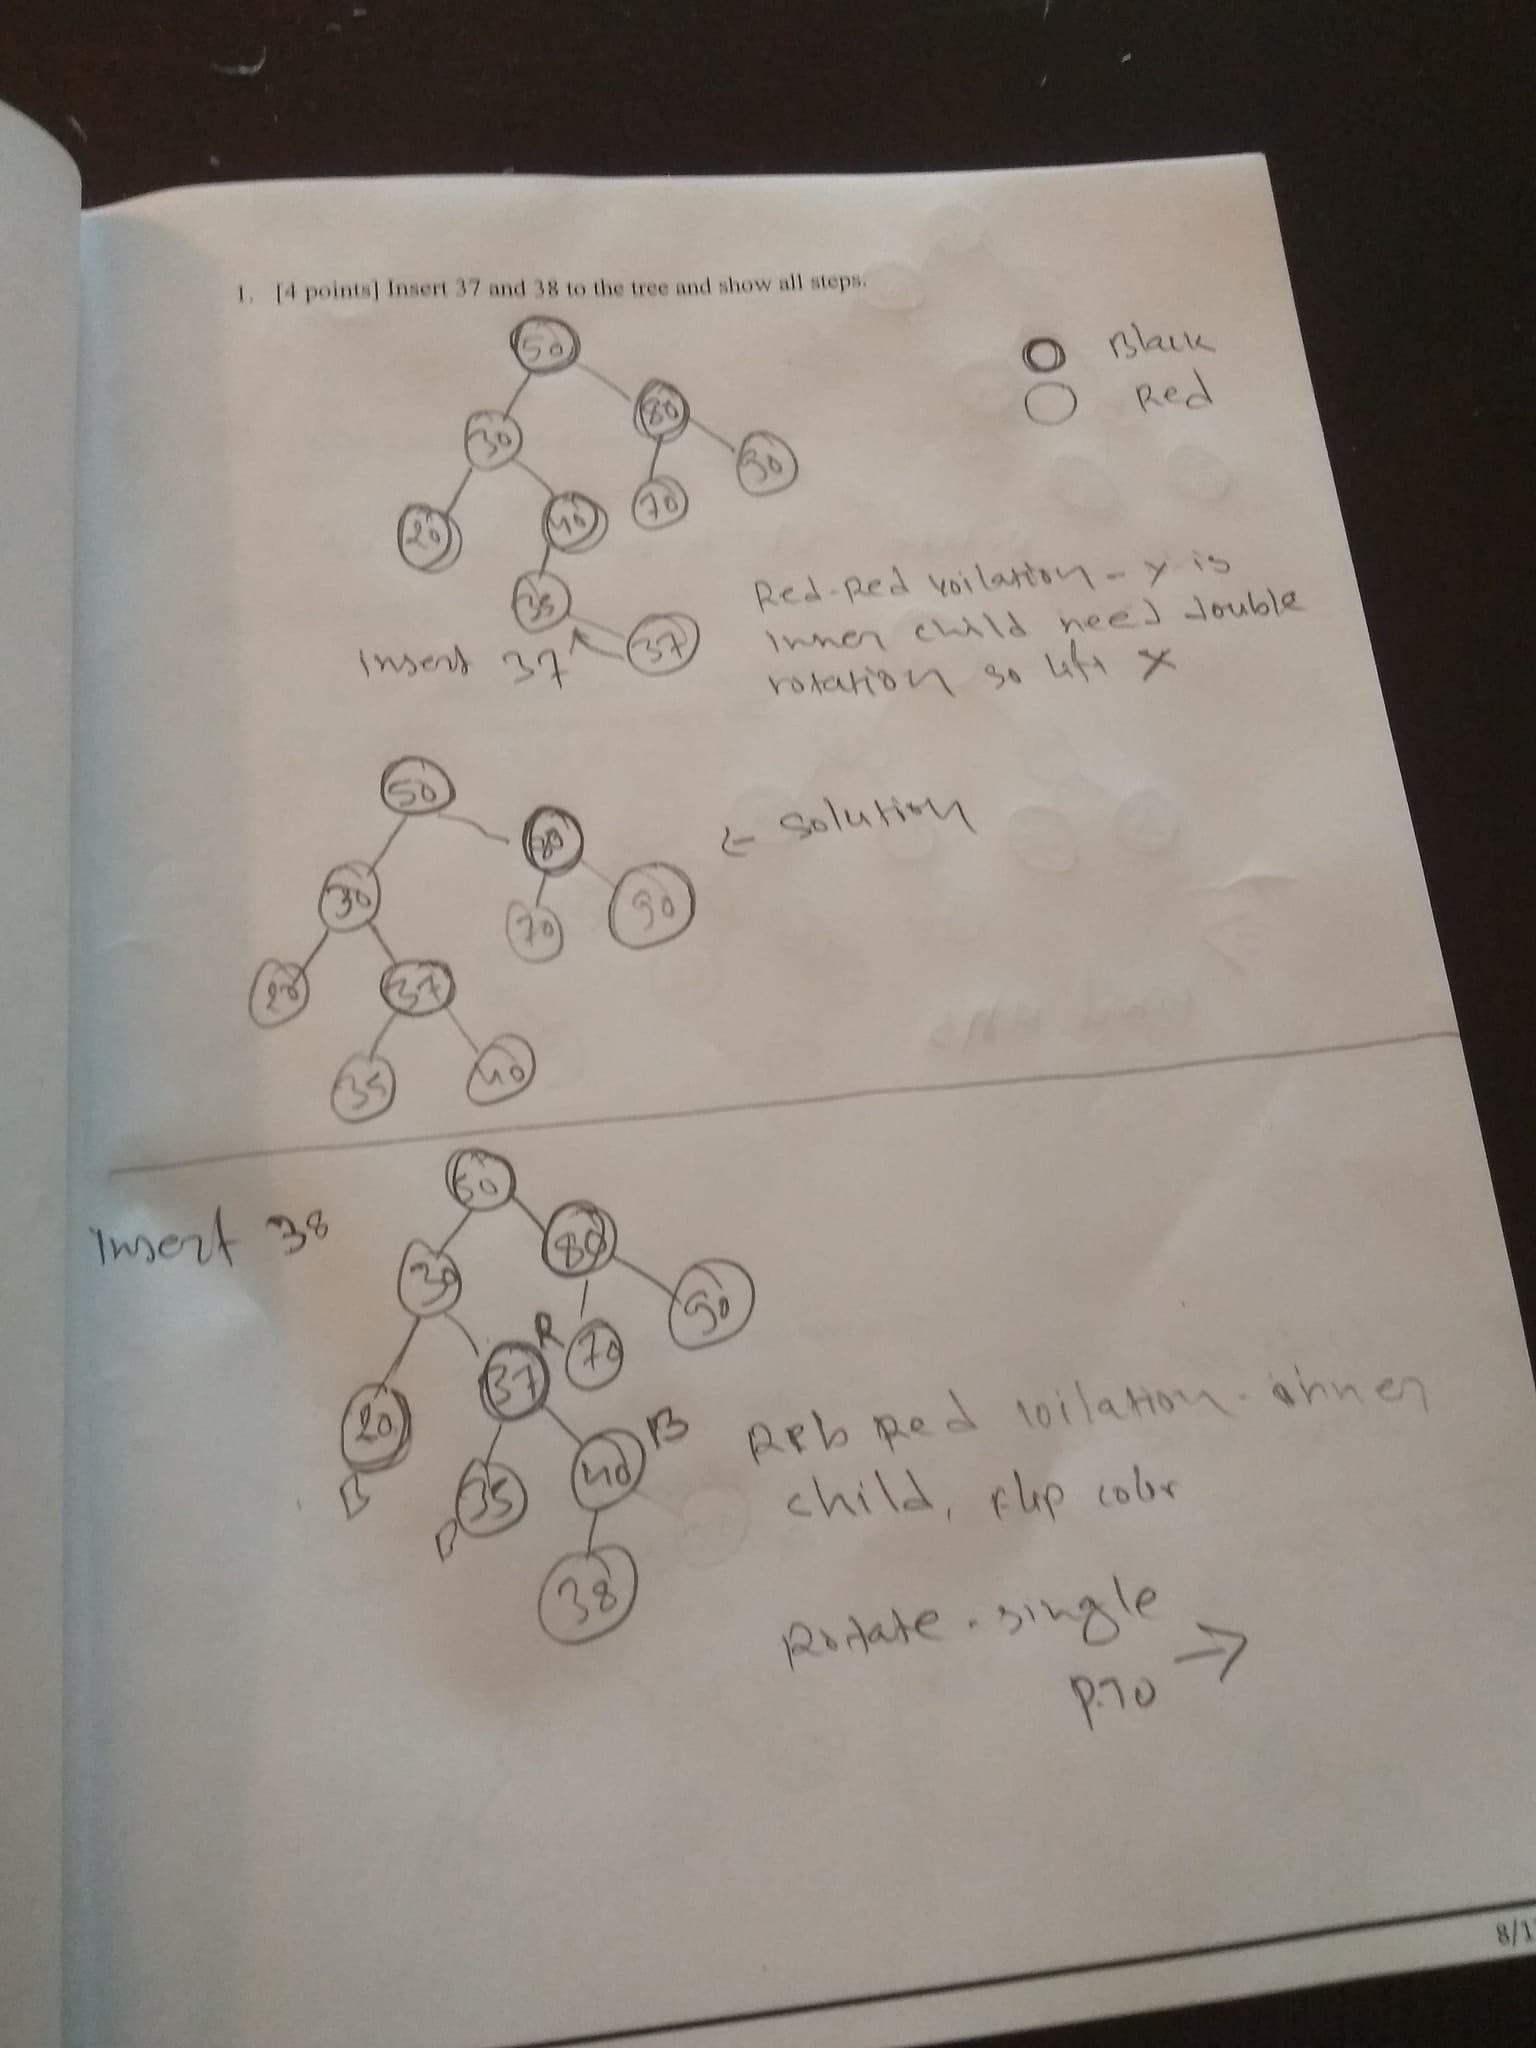 1. [4 points] Insert 37 and 38 to the tree and show all steps.
50
Black
Red
80
30
90
70
20
40
35
37
Insert 37
Red-Red voilation - y is
inner child need double
rotation so lift x
50
80
← solution
30
70
90
20
37
35
40
Insert 38
50
80
30
90
R
70
37
20
B
40
B
35
38
Red voilation - inner
child, flip color
Rotate - single
P.TO →
8/1